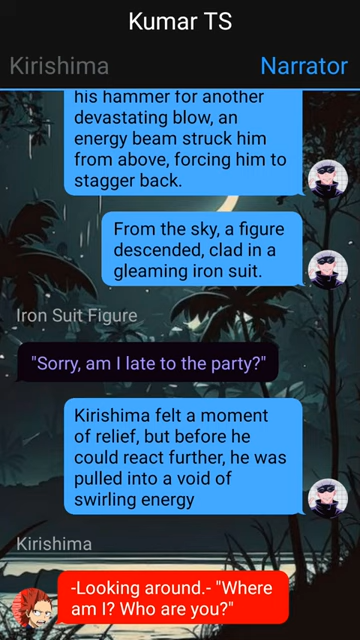 Kumar TS
Kirishima
Narrator
his hammer for another
devastating blow, an
energy beam struck him
from above, forcing him to
stagger back.
From the sky, a figure
descended, clad in a
gleaming iron suit.
Iron Suit Figure
"Sorry, am I late to the party?"
Kirishima felt a moment
of relief, but before he
could react further, he was
pulled into a void of
swirling energy
Kirishima
-Looking around.- "Where
am I? Who are you?"